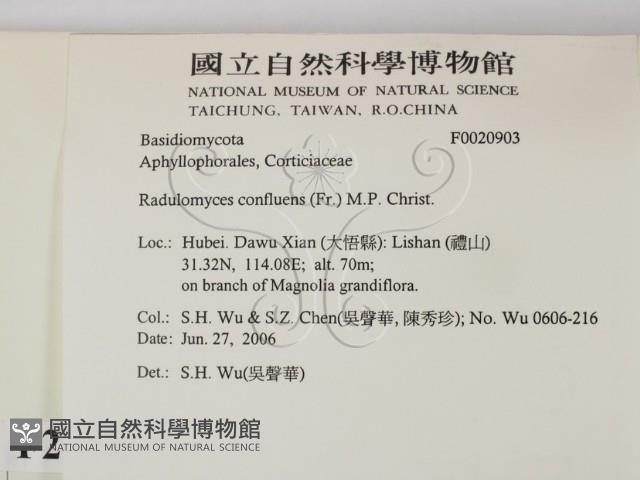 國立自然科學博物館
NATIONAL MUSEUM OF NATURAL SCIENCE
TAICHUNG, TAIWAN, R.O.CHINA
Basidiomycota F0020903
Aphyllophorales, Corticiaceae
Radulomyces confluens (Fr.) M.P. Christ.
Loc.: Hubei. Dawu Xian (大悟縣): Lishan (禮山)
31.32N, 114.08E; alt. 70m;
on branch of Magnolia grandiflora.
Col.: S.H. Wu & S.Z. Chen(吳聲華, 陳秀珍); No. Wu 0606-216
Date: Jun. 27, 2006
Det.: S.H. Wu(吳聲華)
國立自然科學博物館
NATIONAL MUSEUM OF NATURAL SCIENCE